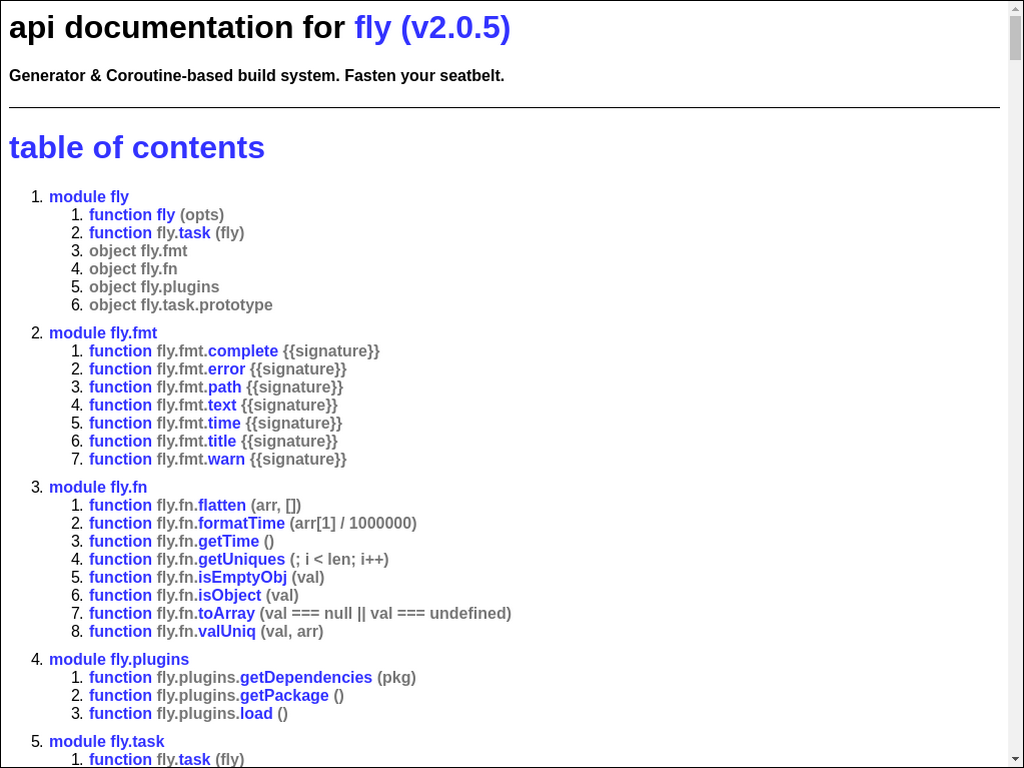 api documentation for fly (v2.0.5)
Generator & Coroutine-based build system. Fasten your seatbelt.
table of contents
1. module fly
1. function fly (opts)
2. function fly.task (fly)
3. object fly.fmt
4. object fly.fn
5. object fly.plugins
6. object fly.task.prototype
2. module fly.fmt
1. function fly.fmt.complete {{signature}}
2. function fly.fmt.error {{signature}}
3. function fly.fmt.path {{signature}}
4. function fly.fmt.text {{signature}}
5. function fly.fmt.time {{signature}}
6. function fly.fmt.title {{signature}}
7. function fly.fmt.warn {{signature}}
3. module fly.fn
1. function fly.fn.flatten (arr, [])
2. function fly.fn.formatTime (arr[1] / 1000000)
3. function fly.fn.getTime ()
4. function fly.fn.getUniques (; i < len; i++)
5. function fly.fn.isEmptyObj (val)
6. function fly.fn.isObject (val)
7. function fly.fn.toArray (val === null || val === undefined)
8. function fly.fn.valUniq (val, arr)
4. module fly.plugins
1. function fly.plugins.getDependencies (pkg)
2. function fly.plugins.getPackage ()
3. function fly.plugins.load ()
5. module fly.task
1. function fly.task (fly)